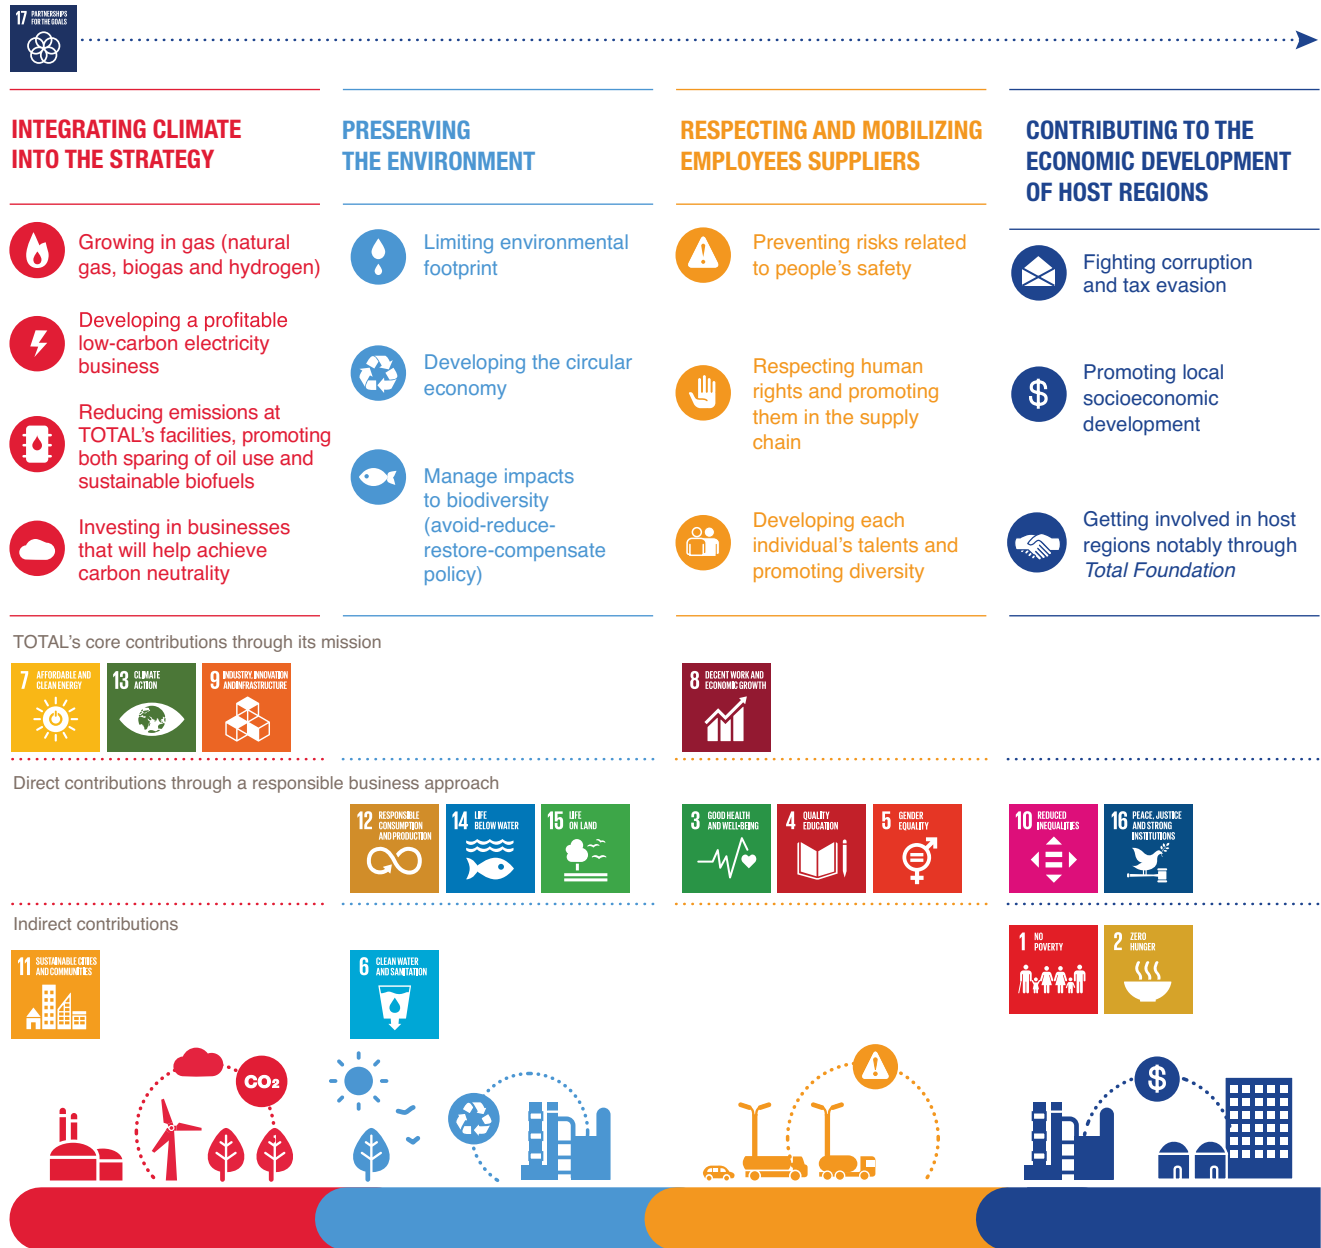 17 PARTNERSHIPS
FOR THE GOALS
INTEGRATING CLIMATE
INTO THE STRATEGY
Growing in gas (natural
gas, biogas and hydrogen)
Developing a profitable
low-carbon electricity
business
Reducing emissions at
TOTAL’s facilities, promoting
both sparing of oil use and
sustainable biofuels
Investing in businesses
that will help achieve
carbon neutrality
PRESERVING
THE ENVIRONMENT
Limiting environmental
footprint
Developing the circular
economy
Manage impacts
to biodiversity
(avoid-reduce-
restore-compensate
policy)
RESPECTING AND MOBILIZING
EMPLOYEES SUPPLIERS
Preventing risks related
to people’s safety
Respecting human
rights and promoting
them in the supply
chain
Developing each
individual’s talents and
promoting diversity
CONTRIBUTING TO THE
ECONOMIC DEVELOPMENT
OF HOST REGIONS
Fighting corruption
and tax evasion
$
Promoting local
socioeconomic
development
Getting involved in host
regions notably through
Total Foundation
TOTAL’s core contributions through its mission
7 AFFORDABLE AND
CLEAN ENERGY
13 CLIMATE
ACTION
9 INDUSTRY, INNOVATION
AND INFRASTRUCTURE
8 DECENT WORK AND
ECONOMIC GROWTH
Direct contributions through a responsible business approach
12 RESPONSIBLE
CONSUMPTION
AND PRODUCTION
14 LIFE
BELOW WATER
15 LIFE
ON LAND
3 GOOD HEALTH
AND WELL-BEING
4 QUALITY
EDUCATION
5 GENDER
EQUALITY
10 REDUCED
INEQUALITIES
16 PEACE, JUSTICE
AND STRONG
INSTITUTIONS
Indirect contributions
11 SUSTAINABLE CITIES
AND COMMUNITIES
6 CLEAN WATER
AND SANITATION
1 NO
POVERTY
2 ZERO
HUNGER
CO2
$